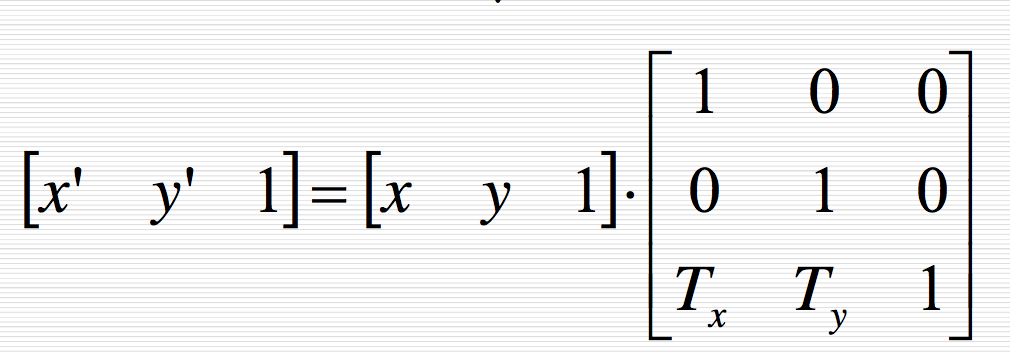 1 0 0
[x' y' 1] = [x y 1] · 0 1 0
Tx Ty 1